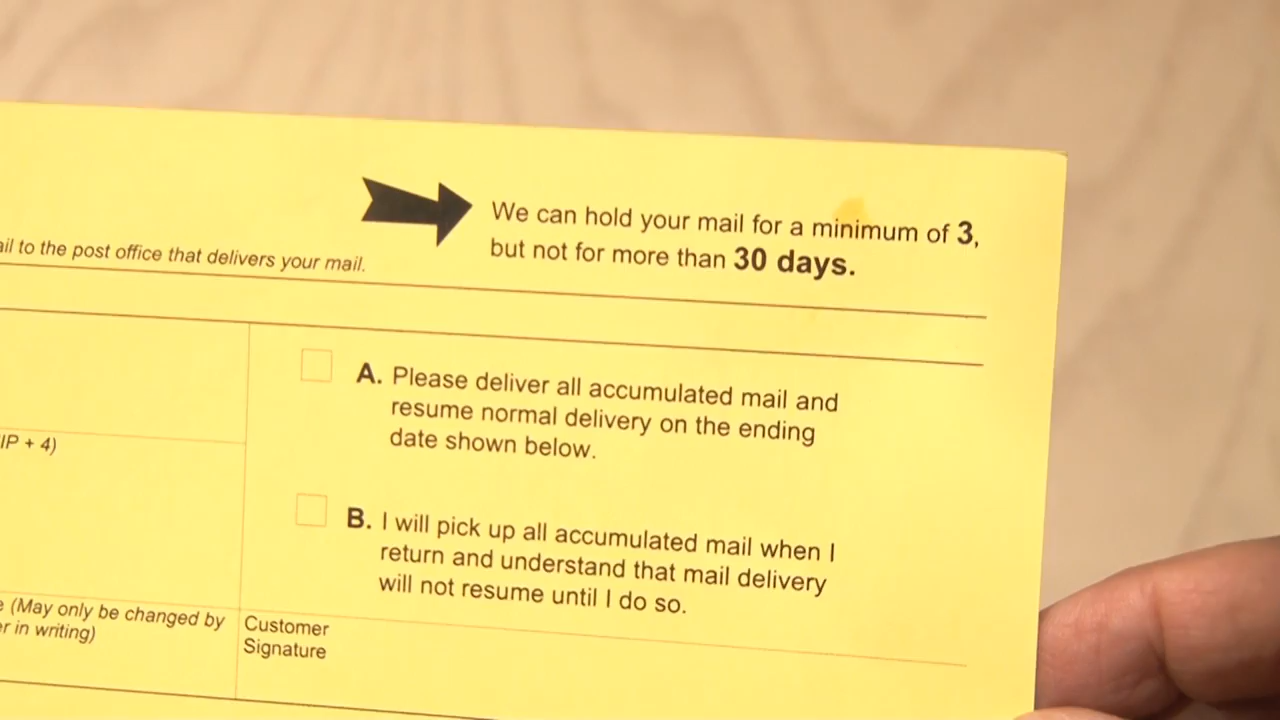 We can hold your mail for a minimum of 3,
but not for more than 30 days.
to the post office that delivers your mail.
A. Please deliver all accumulated mail and
resume normal delivery on the ending
date shown below.
+ 4)
B. I will pick up all accumulated mail when I
return and understand that mail delivery
will not resume until I do so.
(May only be changed by
in writing)
Customer
Signature